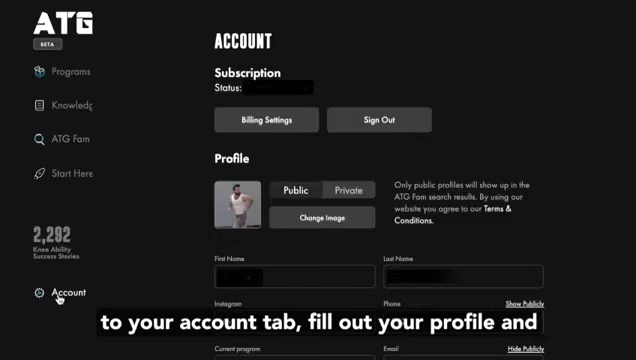 ATG
BETA
Programs
Knowledg
ATG Fam
Start Here
2,292
Knee Ability
Success Stories
Account
ACCOUNT
Subscription
Status:
Billing Settings
Sign Out
Profile
Public
Private
Change Image
Only public profiles will show up in the
ATG Fam search results. By using our
website you agree to our Terms &
Conditions.
First Name
Last Name
Instagram
Phone
Show Publicly
to your account tab, fill out your profile and
Current program
Email
Hide Publicly